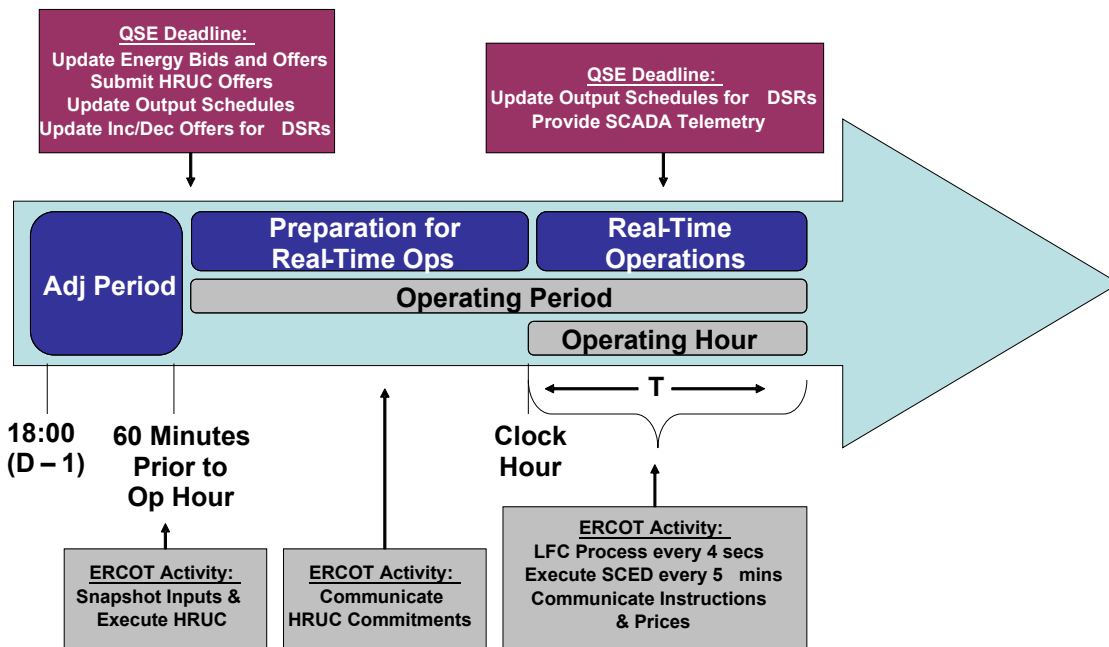 QSE Deadline:
Update Energy Bids and Offers
Submit HRUC Offers
Update Output Schedules
Update Inc/Dec Offers for DSRs
QSE Deadline:
Update Output Schedules for DSRs
Provide SCADA Telemetry
Adj Period
Preparation for
Real-Time Ops
Real-Time
Operations
Operating Period
Operating Hour
T
18:00
(D – 1)
60 Minutes
Prior to
Op Hour
Clock
Hour
ERCOT Activity:
Snapshot Inputs &
Execute HRUC
ERCOT Activity:
Communicate
HRUC Commitments
ERCOT Activity:
LFC Process every 4 secs
Execute SCED every 5 mins
Communicate Instructions
& Prices